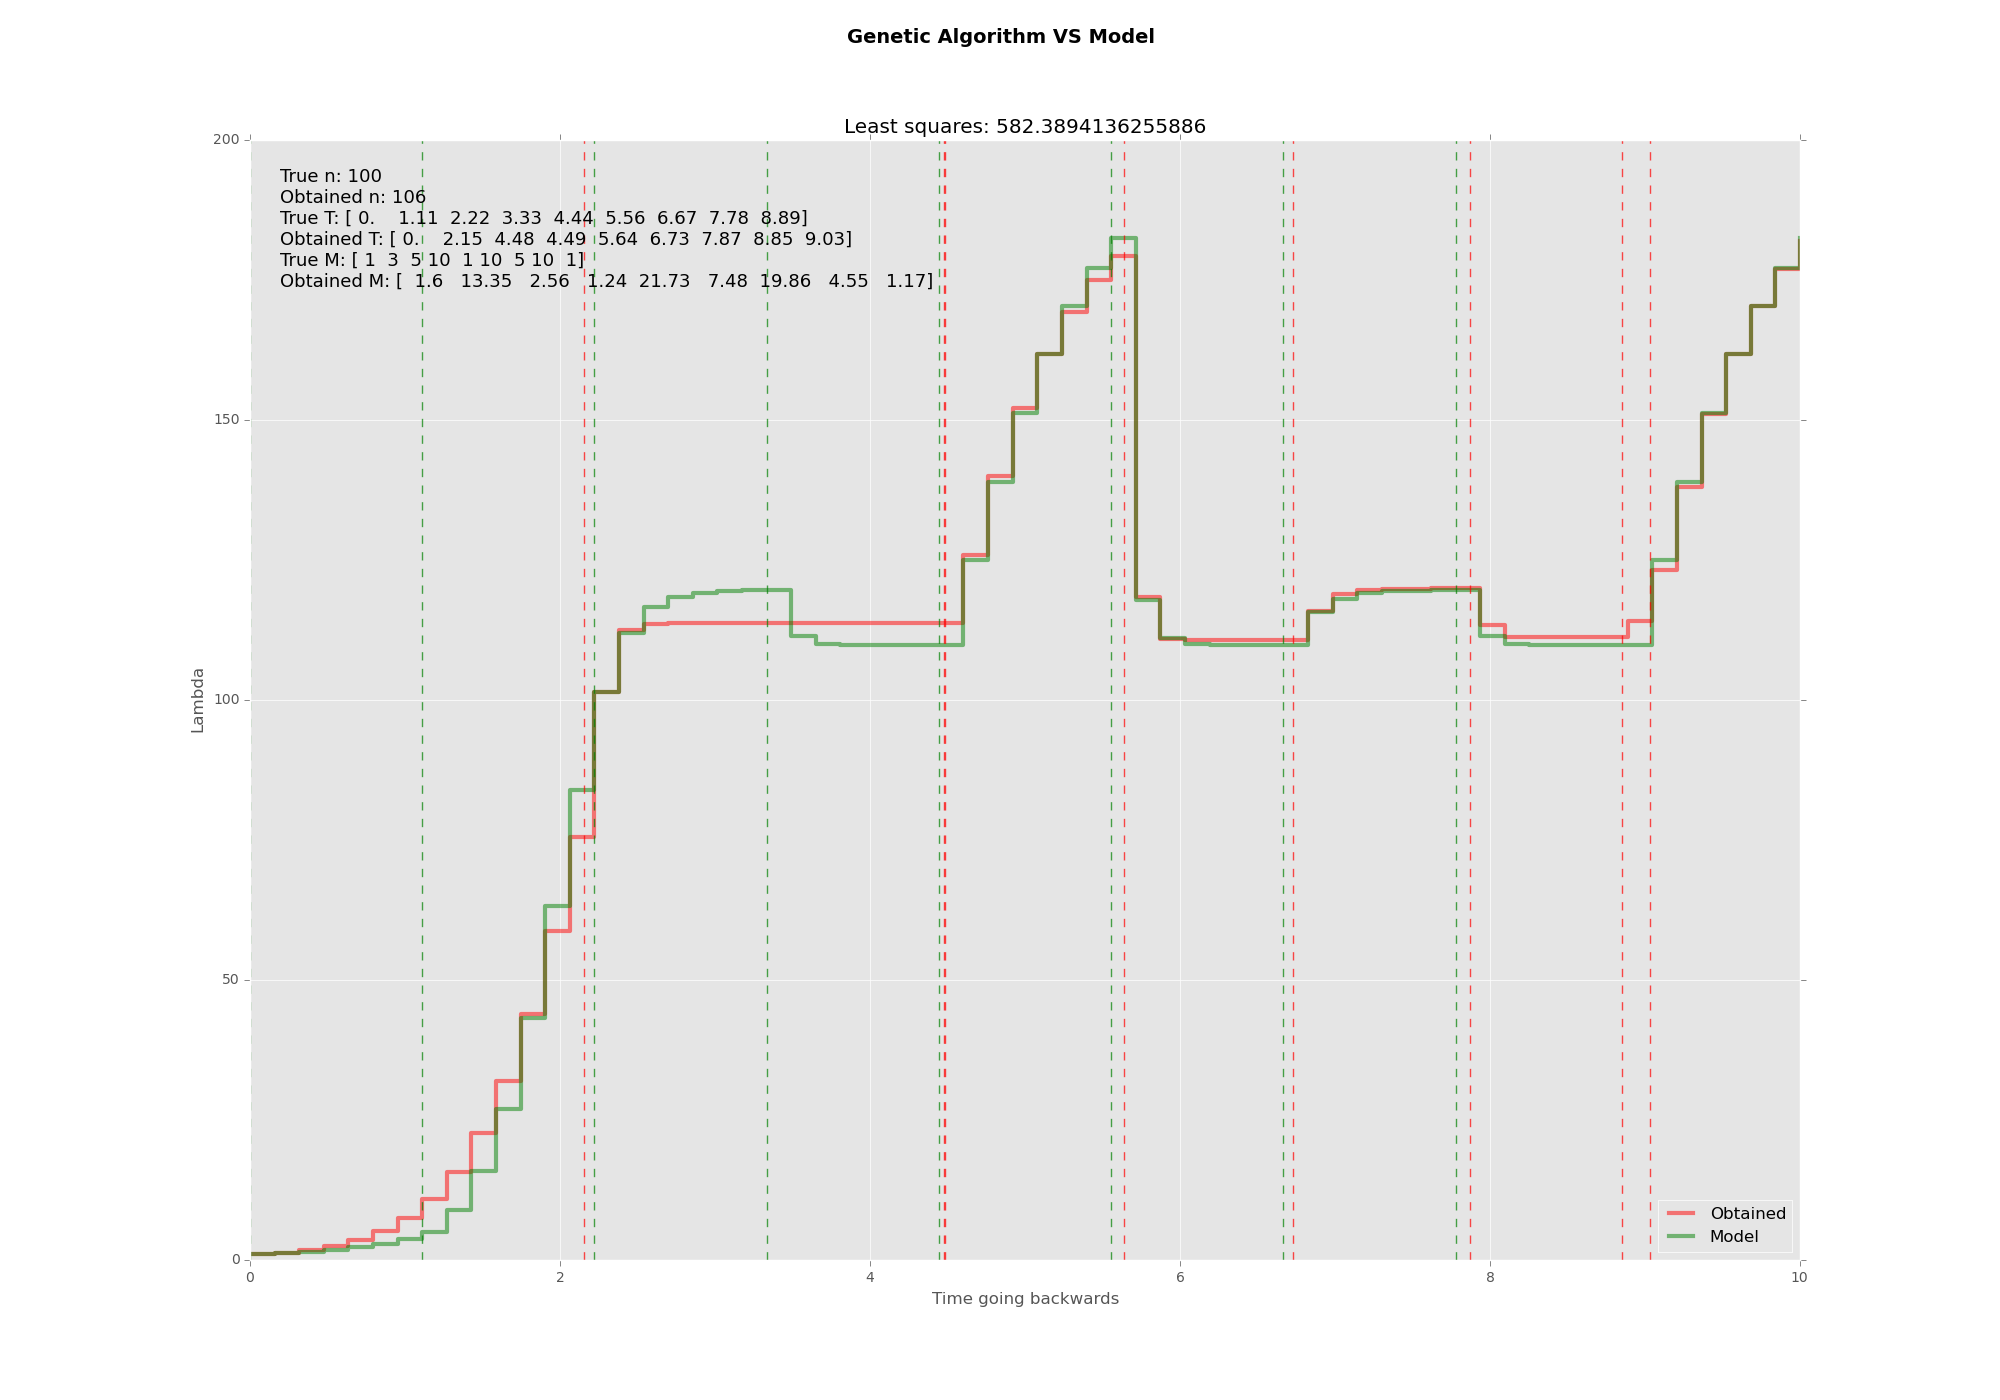 Genetic Algorithm VS Model
Least squares: 582.3894136255886
True n: 100
Obtained n: 106
True T: [ 0. 1.11 2.22 3.33 4.44 5.56 6.67 7.78 8.89]
Obtained T: [ 0. 2.15 4.48 4.49 5.64 6.73 7.87 8.85 9.03]
True M: [ 1 3 5 10 1 10 5 10 1]
Obtained M: [ 1.6 13.35 2.56 1.24 21.73 7.48 19.86 4.55 1.17]
200
150
100
50
0
Lambda
0 2 4 6 8 10
Time going backwards
Obtained
Model